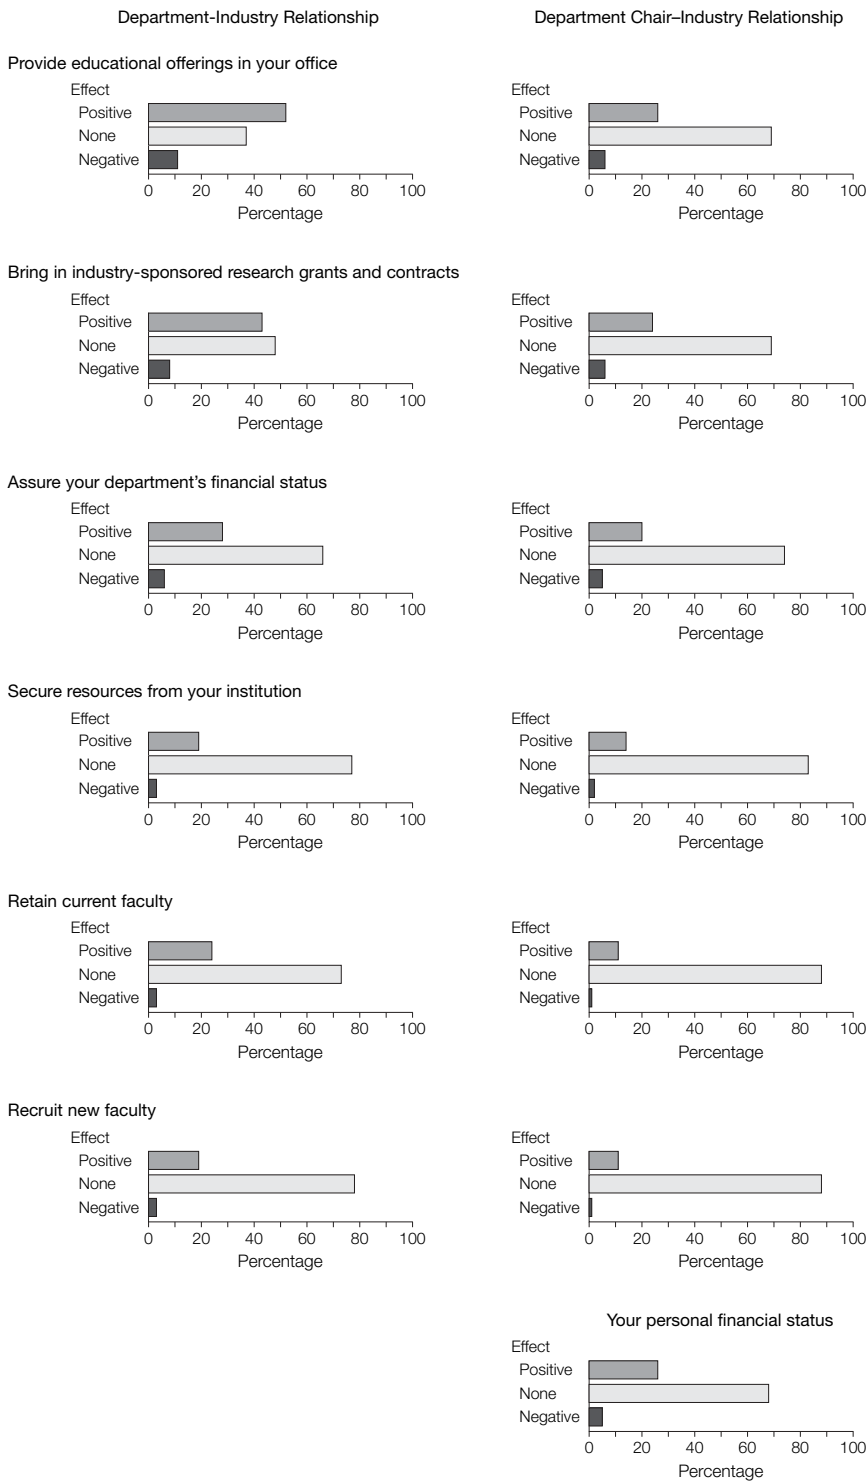 Department-Industry Relationship
Department Chair–Industry Relationship
Provide educational offerings in your office
Effect
Positive
None
Negative
0 20 40 60 80 100
Percentage
Effect
Positive
None
Negative
0 20 40 60 80 100
Percentage
Bring in industry-sponsored research grants and contracts
Effect
Positive
None
Negative
0 20 40 60 80 100
Percentage
Effect
Positive
None
Negative
0 20 40 60 80 100
Percentage
Assure your department’s financial status
Effect
Positive
None
Negative
0 20 40 60 80 100
Percentage
Effect
Positive
None
Negative
0 20 40 60 80 100
Percentage
Secure resources from your institution
Effect
Positive
None
Negative
0 20 40 60 80 100
Percentage
Effect
Positive
None
Negative
0 20 40 60 80 100
Percentage
Retain current faculty
Effect
Positive
None
Negative
0 20 40 60 80 100
Percentage
Effect
Positive
None
Negative
0 20 40 60 80 100
Percentage
Recruit new faculty
Effect
Positive
None
Negative
0 20 40 60 80 100
Percentage
Effect
Positive
None
Negative
0 20 40 60 80 100
Percentage
Your personal financial status
Effect
Positive
None
Negative
0 20 40 60 80 100
Percentage